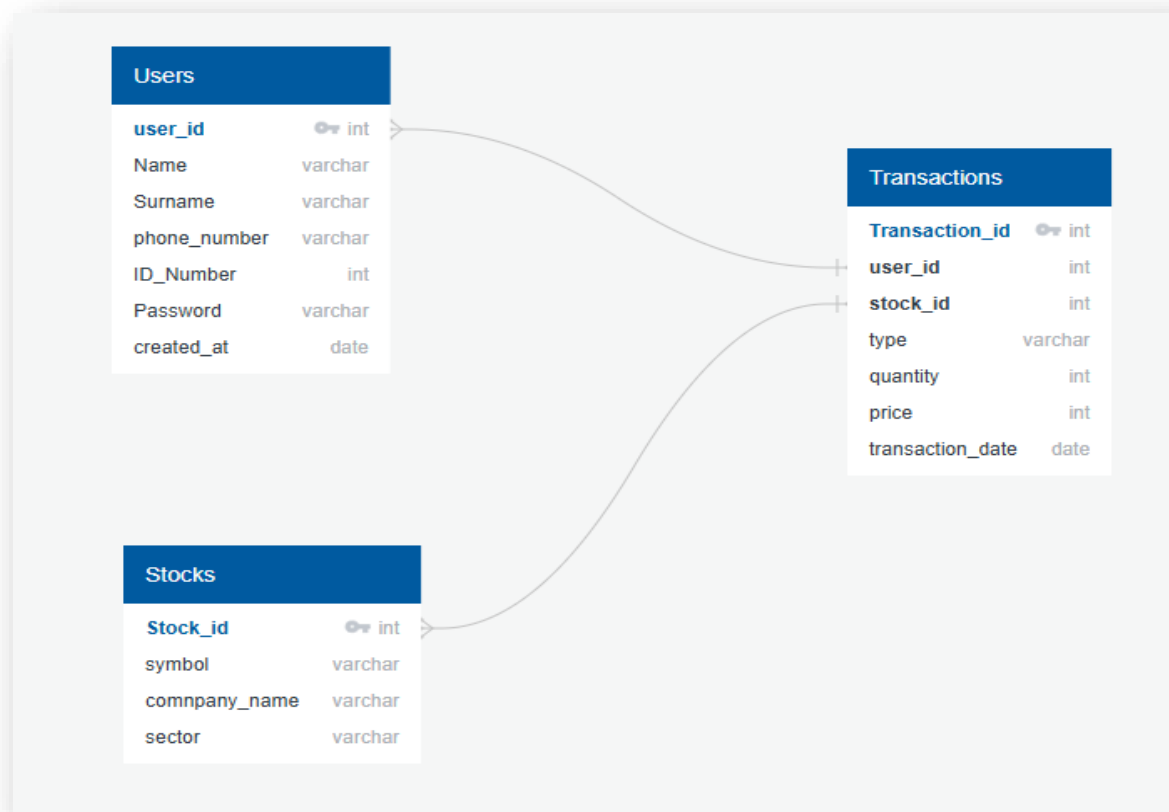 Users
user_id int
Name varchar
Surname varchar
phone_number varchar
ID_Number int
Password varchar
created_at date
Transactions
Transaction_id int
user_id int
stock_id int
type varchar
quantity int
price int
transaction_date date
Stocks
Stock_id int
symbol varchar
comnpany_name varchar
sector varchar